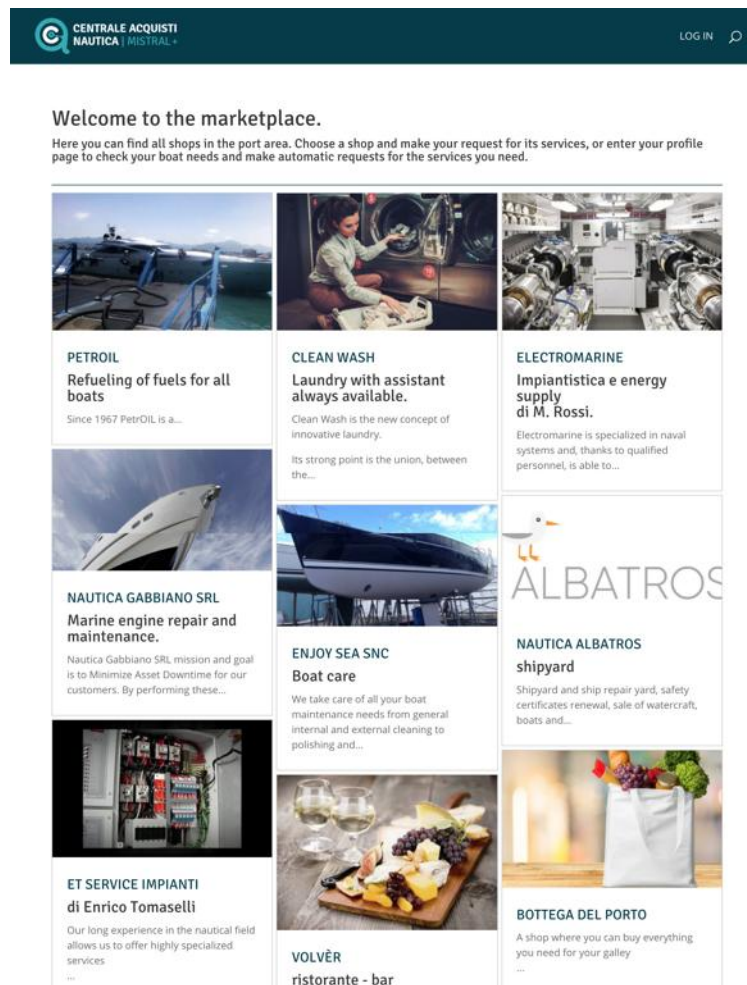 CENTRALE ACQUISTI
NAUTICA | MISTRAL+
LOG IN
Welcome to the marketplace.
Here you can find all shops in the port area. Choose a shop and make your request for its services, or enter your profile
page to check your boat needs and make automatic requests for the services you need.
PETROIL
Refueling of fuels for all
boats
Since 1967 PetrOIL is a...
CLEAN WASH
Laundry with assistant
always available.
Clean Wash is the new concept of
innovative laundry.
Its strong point is the union, between
the...
ELECTROMARINE
Impiantistica e energy
supply
di M. Rossi.
Electromarine is specialized in naval
systems and, thanks to qualified
personnel, is able to...
NAUTICA GABBIANO SRL
Marine engine repair and
maintenance.
Nautica Gabbiano SRL mission and goal
is to Minimize Asset Downtime for our
customers. By performing these...
ENJOY SEA SNC
Boat care
We take care of all your boat
maintenance needs from general
internal and external cleaning to
polishing and...
ALBATROS
NAUTICA ALBATROS
shipyard
Shipyard and ship repair yard, safety
certificates renewal, sale of watercraft,
boats and...
ET SERVICE IMPIANTI
di Enrico Tomaselli
Our long experience in the nautical field
allows us to offer highly specialized
services
...
VOLVÈR
ristorante - bar
BOTTEGA DEL PORTO
A shop where you can buy everything
you need for your galley
...